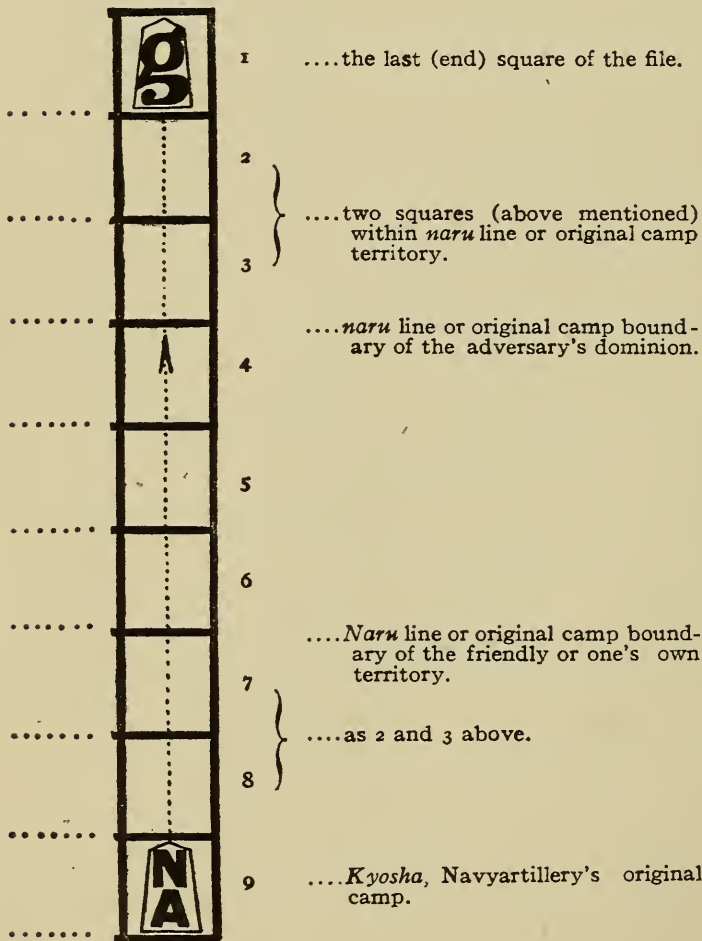 g
1 ....the last (end) square of the file.
2
....two squares (above mentioned)
within naru line or original camp
territory.
3
....naru line or original camp bound-
ary of the adversary's dominion.
4
5
6
....Naru line or original camp bound-
ary of the friendly or one's own
territory.
7
....as 2 and 3 above.
8
N
A
9 ....Kyosha, Navyartillery's original
camp.